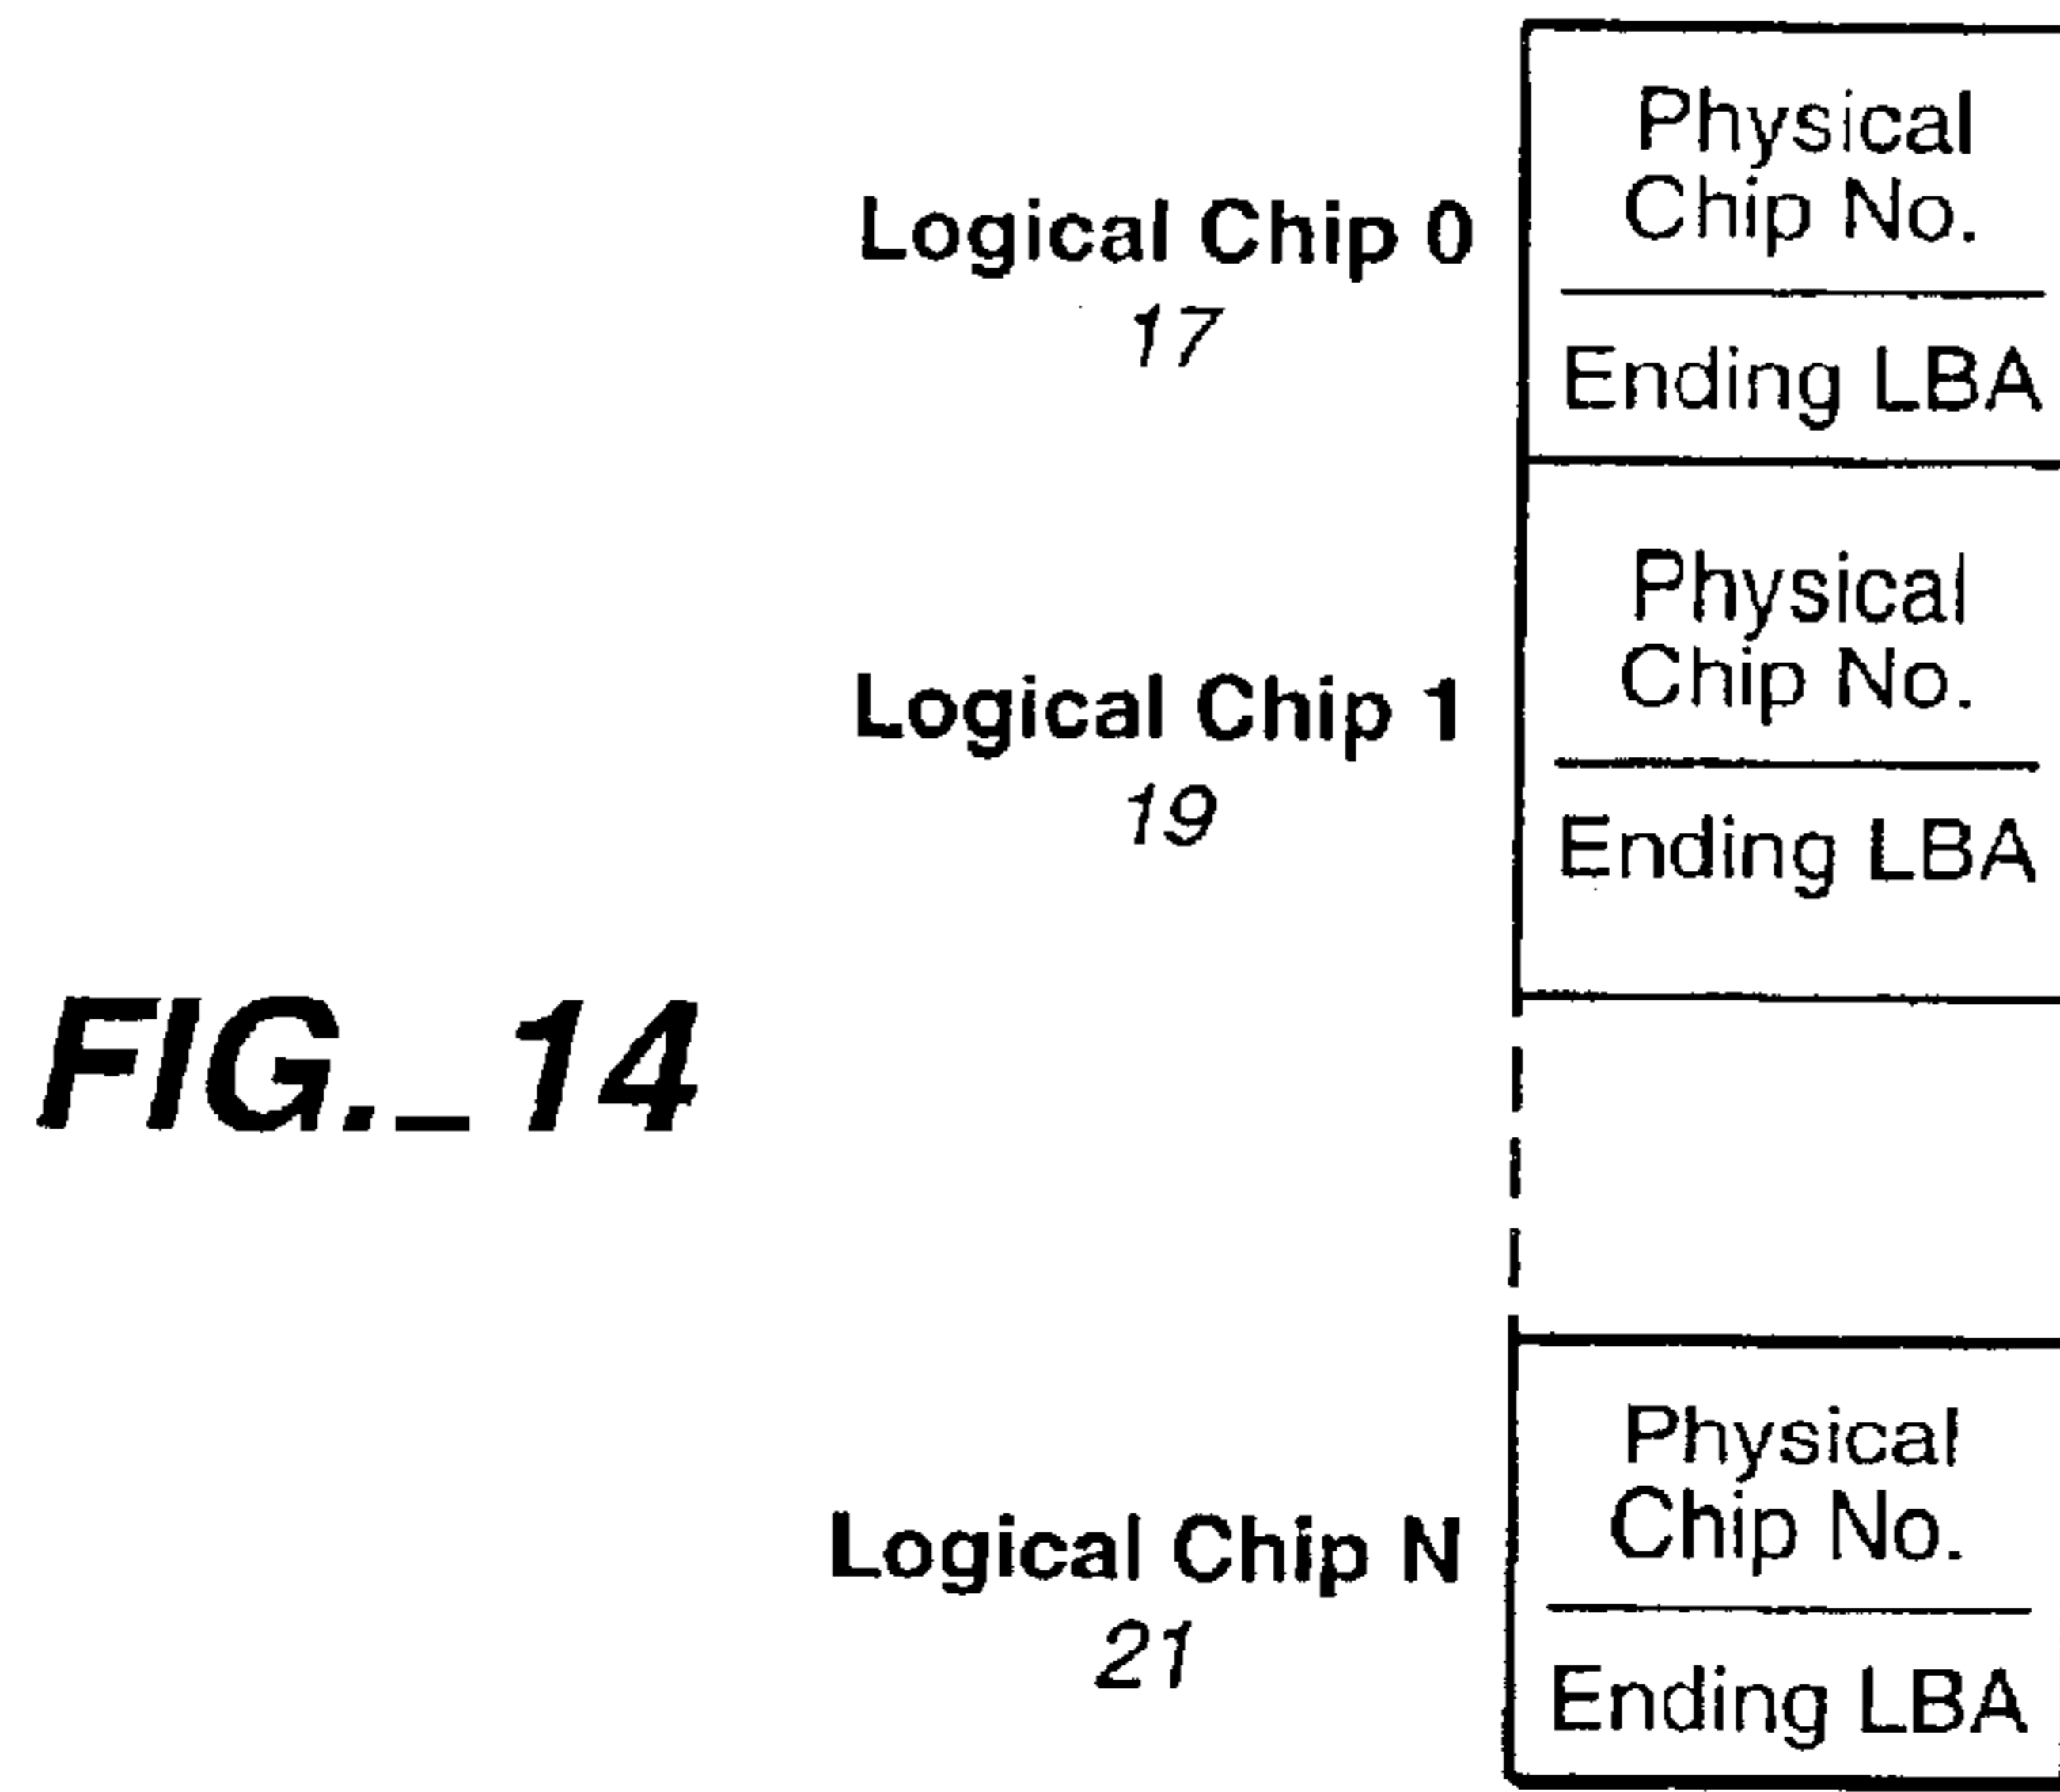 Physical
Chip No.
Logical Chip 0
17
Ending LBA
Physical
Chip No.
Logical Chip 1
19
Ending LBA
FIG._14
Physical
Chip No.
Logical Chip N
21
Ending LBA